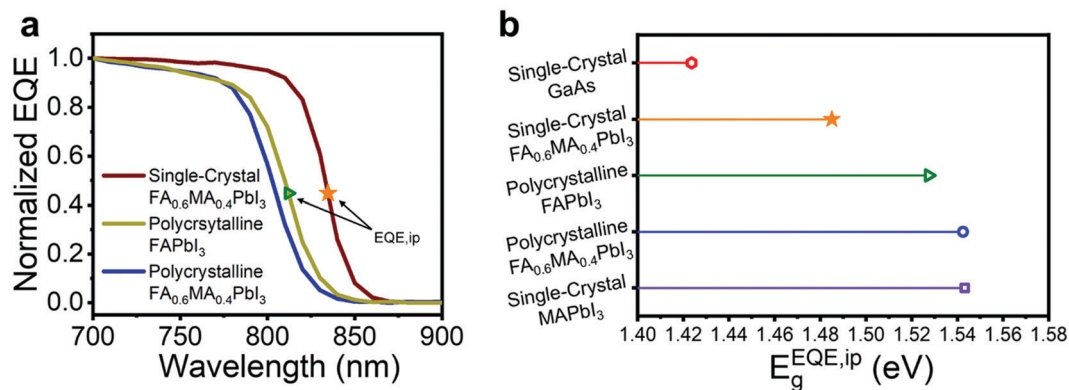 a
1.0
0.8
0.6
0.4
0.2
0.0
Normalized EQE
Single-Crystal
FA0.6MA0.4PbI3
Polycrsytalline
FAPbI3
Polycrystalline
FA0.6MA0.4PbI3
EQE,ip
700 750 800 850 900
Wavelength (nm)
b
Single-Crystal
GaAs
Single-Crystal
FA0.6MA0.4PbI3
Polycrystalline
FAPbI3
Polycrystalline
FA0.6MA0.4PbI3
Single-Crystal
MAPbI3
1.40 1.42 1.44 1.46 1.48 1.50 1.52 1.54 1.56 1.58
Eg^EQE,ip (eV)